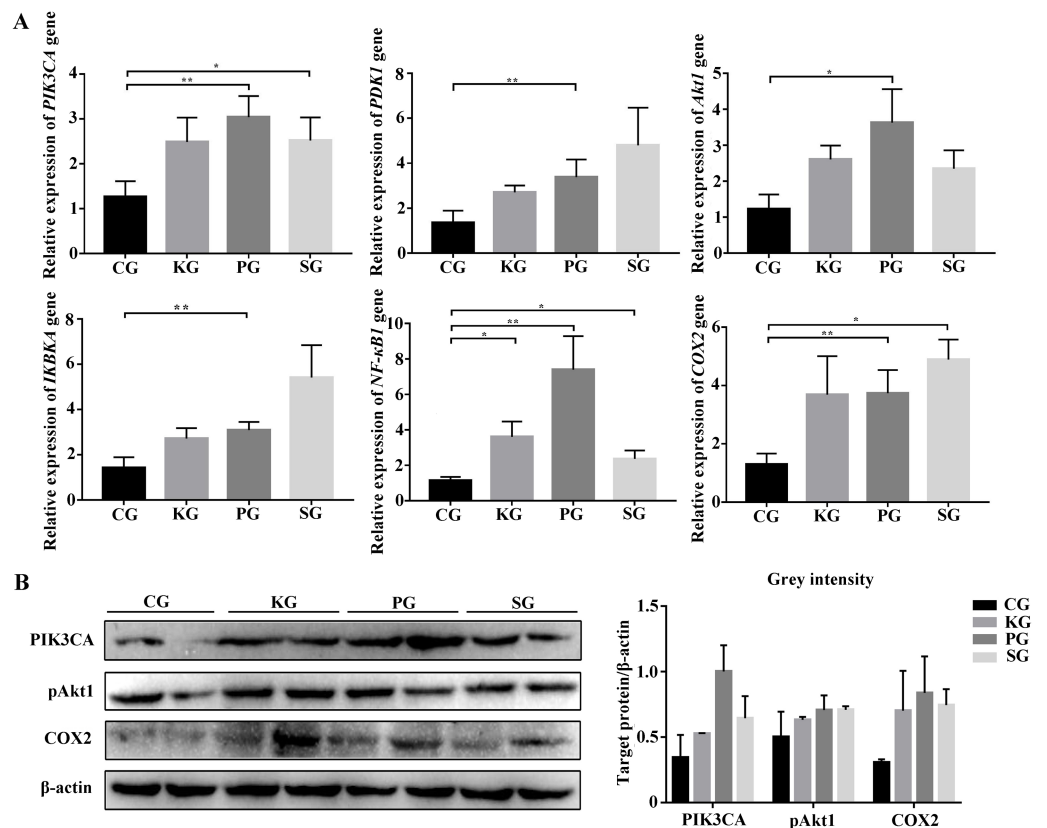 A
Relative expression of PIK3CA gene
5
4
3
2
1
0
*
**
CG KG PG SG
Relative expression of PDK1 gene
8
6
4
2
0
**
CG KG PG SG
Relative expression of Akt1 gene
5
4
3
2
1
0
*
CG KG PG SG
Relative expression of IKBKA gene
8
6
4
2
0
**
CG KG PG SG
Relative expression of NF-κB1 gene
10
8
6
4
2
0
*
**
*
CG KG PG SG
Relative expression of COX2 gene
6
4
2
0
*
**
CG KG PG SG
B
CG KG PG SG
PIK3CA
pAkt1
COX2
β-actin
Grey intensity
Target protein/β-actin
1.5
1.0
0.5
0
PIK3CA pAkt1 COX2
CG
KG
PG
SG